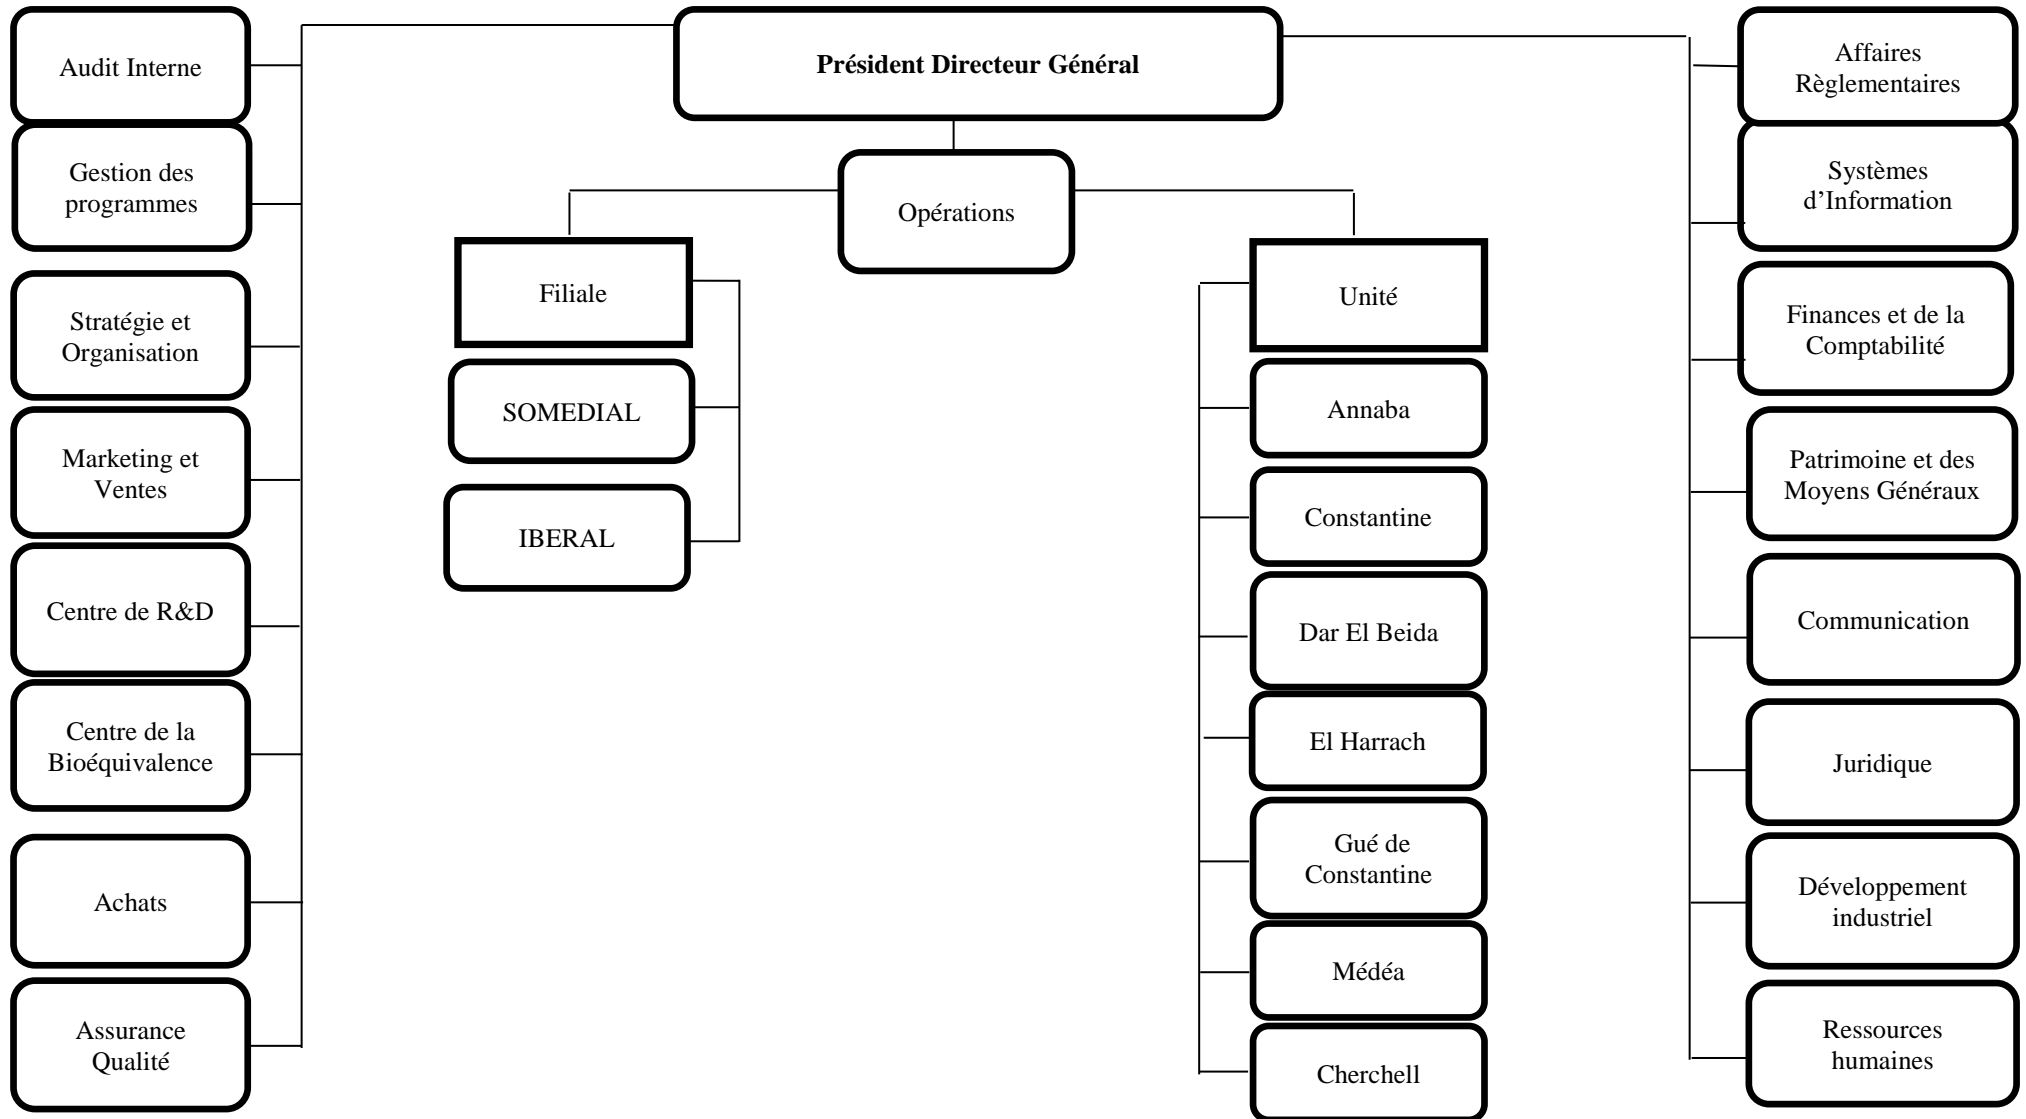 Président Directeur Général
Audit Interne
Gestion des
programmes
Stratégie et
Organisation
Marketing et
Ventes
Centre de R&D
Centre de la
Bioéquivalence
Achats
Assurance
Qualité
Opérations
Filiale
SOMEDIAL
IBERAL
Unité
Annaba
Constantine
Dar El Beida
El Harrach
Gué de
Constantine
Médéa
Cherchell
Affaires
Règlementaires
Systèmes
d’Information
Finances et de la
Comptabilité
Patrimoine et des
Moyens Généraux
Communication
Juridique
Développement
industriel
Ressources
humaines